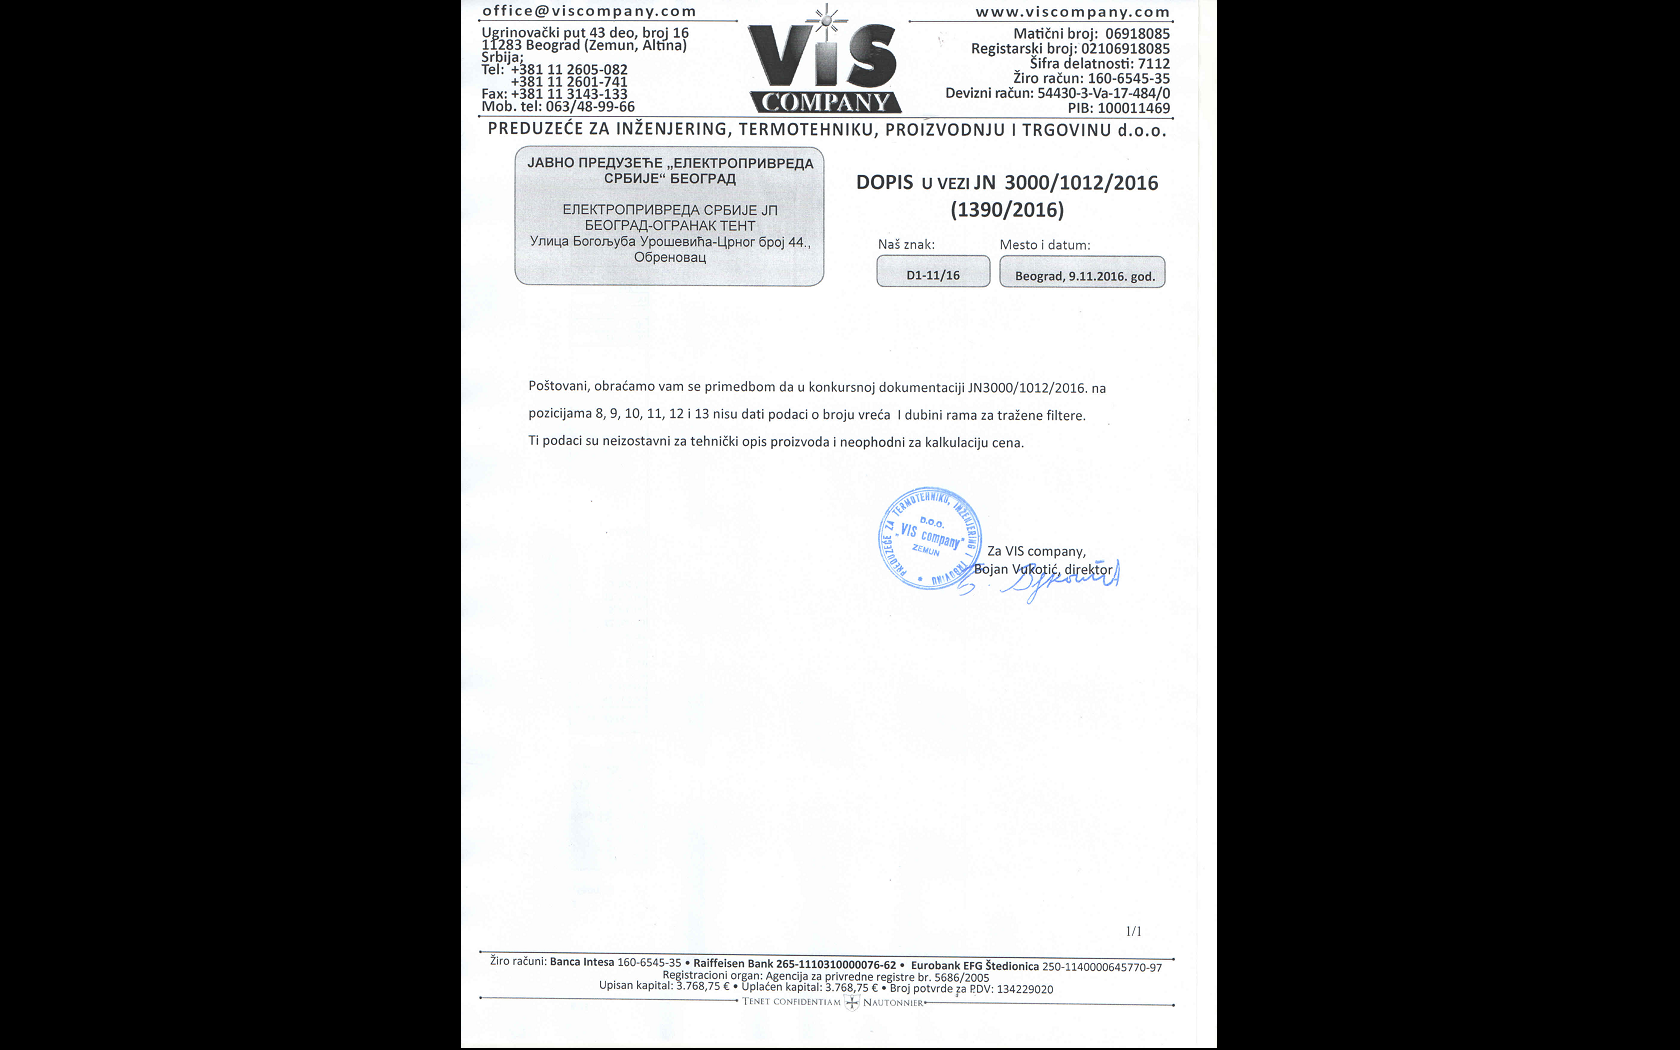 office@viscompany.com
Ugrinovački put 43 deo, broj 16
11283 Beograd (Zemun, Altina)
Srbija;
Tel: +381 11 2605-082
+381 11 2601-741
Fax: +381 11 3143-133
Mob. tel: 063/48-99-66
ViS
COMPANY
www.viscompany.com
Matični broj: 06918085
Registarski broj: 02106918085
Šifra delatnosti: 7112
Žiro račun: 160-6545-35
Devizni račun: 54430-3-Va-17-484/0
PIB: 100011469
PREDUZEĆE ZA INŽENJERING, TERMOTEHNIKU, PROIZVODNJU I TRGOVINU d.o.o.
ЈАВНО ПРЕДУЗЕЋЕ „ЕЛЕКТРОПРИВРЕДА
СРБИЈЕ“ БЕОГРАД
ЕЛЕКТРОПРИВРЕДА СРБИЈЕ ЈП
БЕОГРАД-ОГРАНАК ТЕНТ
Улица Богољуба Урошевића-Црног број 44.,
Обреновац
DOPIS U VEZI JN 3000/1012/2016
(1390/2016)
Naš znak:
D1-11/16
Mesto i datum:
Beograd, 9.11.2016. god.
Poštovani, obraćamo vam se primedbom da u konkursnoj dokumentaciji JN3000/1012/2016. na
pozicijama 8, 9, 10, 11, 12 i 13 nisu dati podaci o broju vreća I dubini rama za tražene filtere.
Ti podaci su neizostavni za tehnički opis proizvoda i neophodni za kalkulaciju cena.
PREDUZEĆE ZA TERMOTEHNIKU, INŽENJERING I TRGOVINU
D.O.O.
„VIS company“
ZEMUN
Za VIS company,
Bojan Vukotić, direktor
1/1
Žiro računi: Banca Intesa 160-6545-35 • Raiffeisen Bank 265-1110310000076-62 • Eurobank EFG Štedionica 250-1140000645770-97
Registracioni organ: Agencija za privredne registre br. 5686/2005
Upisan kapital: 3.768,75 € • Uplaćen kapital: 3.768,75 € • Broj potvrde za PDV: 134229020
TENET CONFIDENTIAM NAUTONNIER